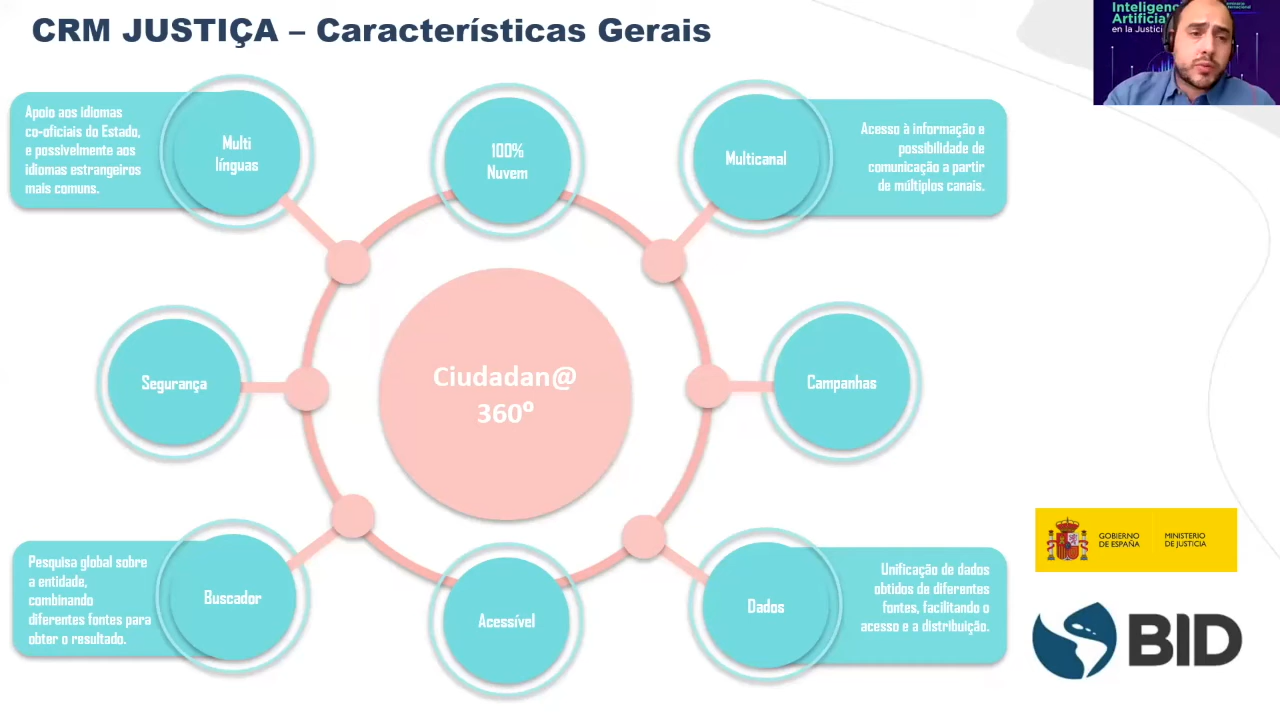 CRM JUSTIÇA – Características Gerais
Inteligenc
Artificia
en la Justici
Apoio aos idiomas
co-oficiais do Estado,
e possivelmente aos
idiomas estrangeiros
mais comuns.
Multi
línguas
100%
Nuvem
Multicanal
Acesso à informação e
possibilidade de
comunicação a partir
de múltiplos canais.
Segurança
Ciudadan@
360º
Campanhas
Pesquisa global sobre
a entidade,
combinando
diferentes fontes para
obter o resultado.
Buscador
Acessível
Dados
Unificação de dados
obtidos de diferentes
fontes, facilitando o
acesso e a distribuição.
GOBIERNO
DE ESPAÑA
MINISTERIO
DE JUSTICIA
BID